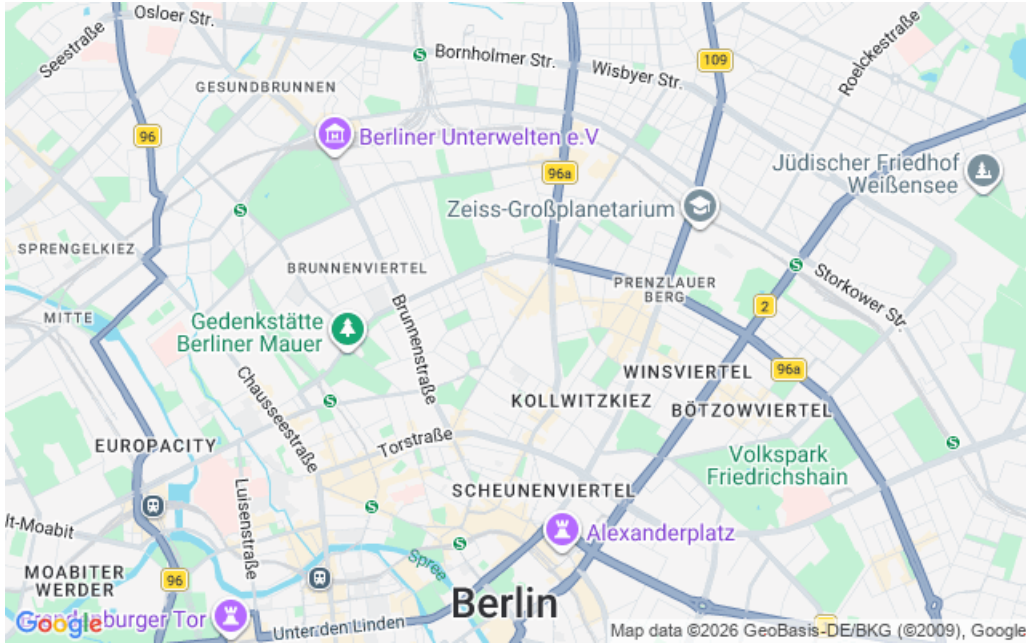 Osloer Str.
Seestraße
Bornholmer Str.
Wisbyer Str.
109
Roelckestraße
GESUNDBRUNNEN
96
Berliner Unterwelten e.V
96a
Jüdischer Friedhof
Weißensee
Zeiss-Großplanetarium
SPRENGELKIEZ
BRUNNENVIERTEL
PRENZLAUER
BERG
Storkower Str.
MITTE
Gedenkstätte
Berliner Mauer
Brunnenstraße
2
Chausseestraße
WINSVIERTEL
96a
KOLLWITZKIEZ
BÖTZOWVIERTEL
EUROPACITY
Torstraße
Volkspark
Friedrichshain
Luisenstraße
SCHEUNENVIERTEL
lt-Moabit
Alexanderplatz
Spree
MOABITER
WERDER
96
Berlin
Brandenburger Tor
Google
Unter den Linden
Map data ©2026 GeoBasis-DE/BKG (©2009), Google